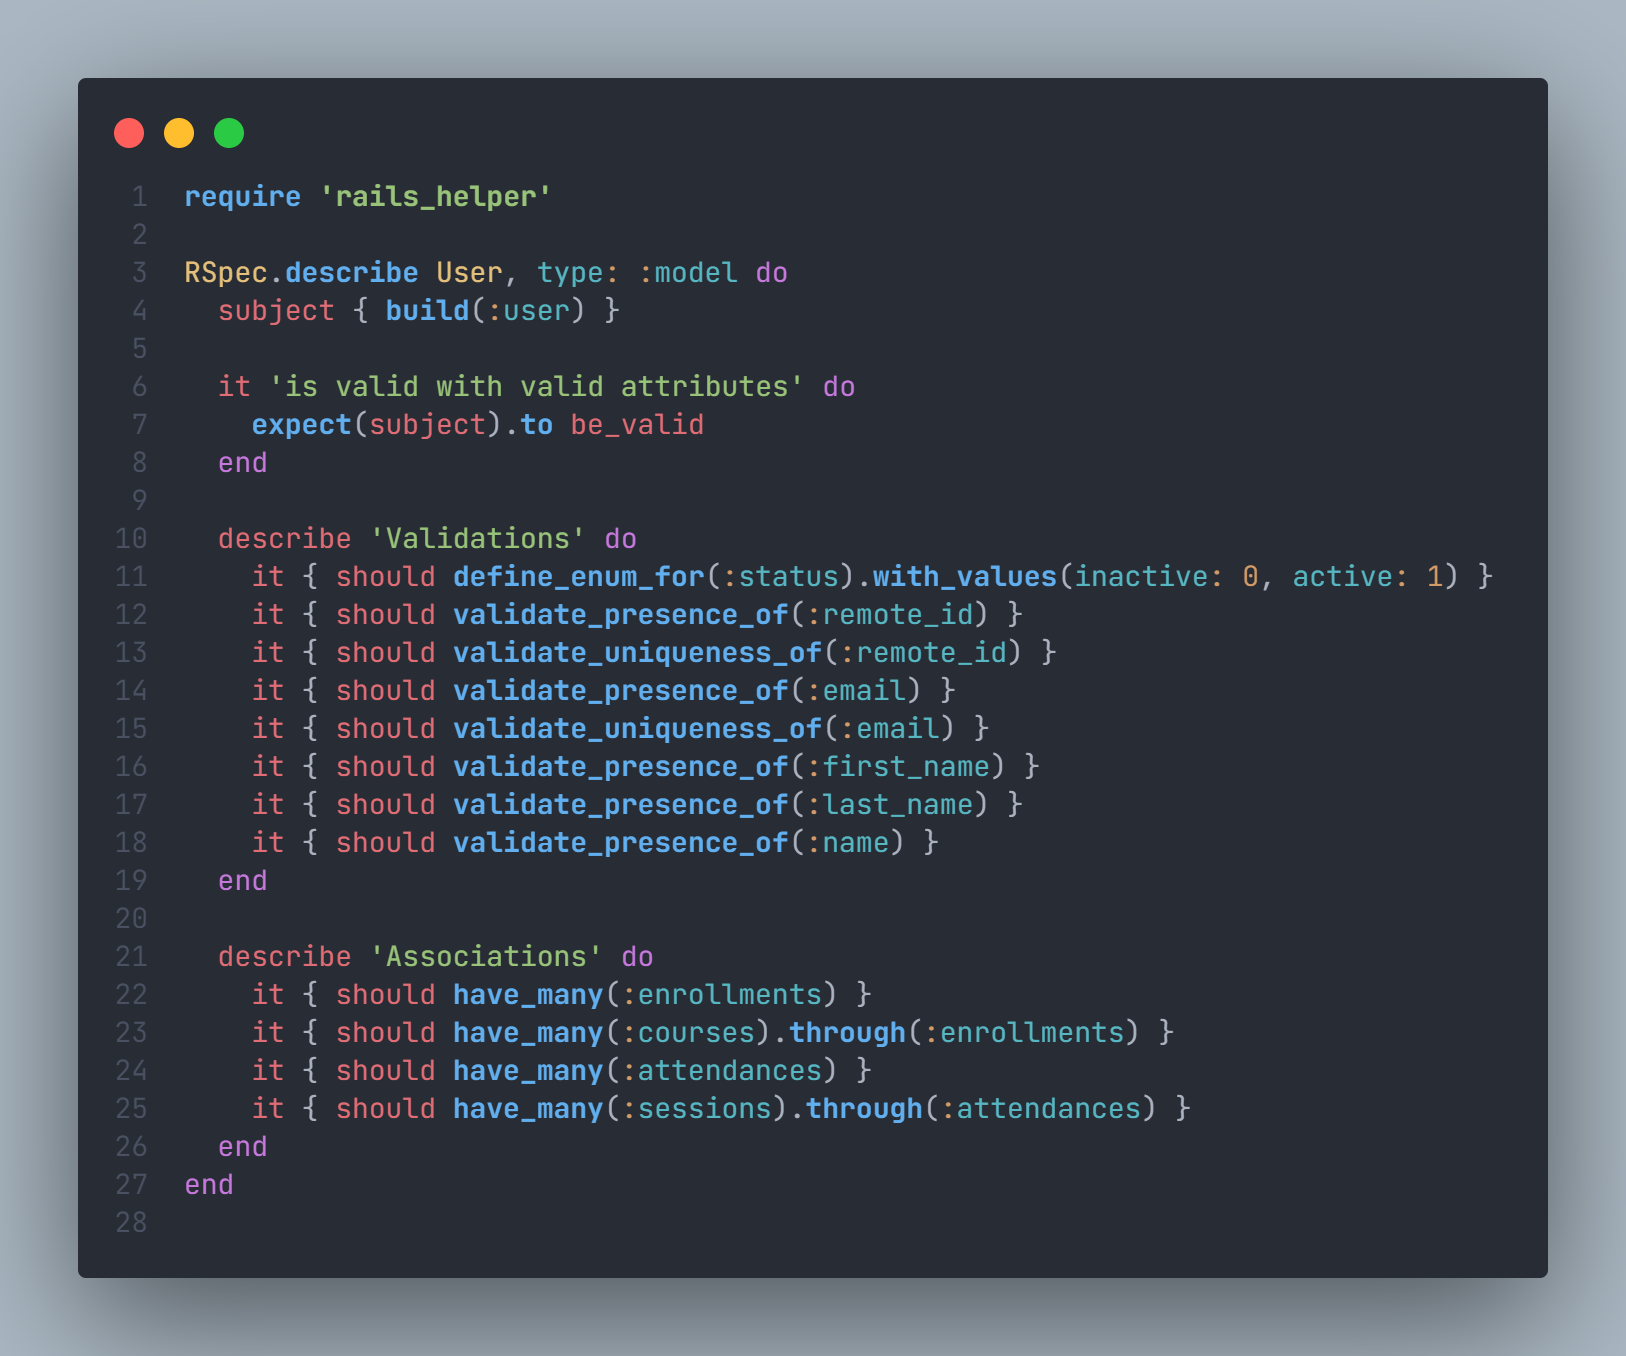 1 require 'rails_helper'
2
3 RSpec.describe User, type: :model do
4   subject { build(:user) }
5
6   it 'is valid with valid attributes' do
7     expect(subject).to be_valid
8   end
9
10   describe 'Validations' do
11     it { should define_enum_for(:status).with_values(inactive: 0, active: 1) }
12     it { should validate_presence_of(:remote_id) }
13     it { should validate_uniqueness_of(:remote_id) }
14     it { should validate_presence_of(:email) }
15     it { should validate_uniqueness_of(:email) }
16     it { should validate_presence_of(:first_name) }
17     it { should validate_presence_of(:last_name) }
18     it { should validate_presence_of(:name) }
19   end
20
21   describe 'Associations' do
22     it { should have_many(:enrollments) }
23     it { should have_many(:courses).through(:enrollments) }
24     it { should have_many(:attendances) }
25     it { should have_many(:sessions).through(:attendances) }
26   end
27 end
28